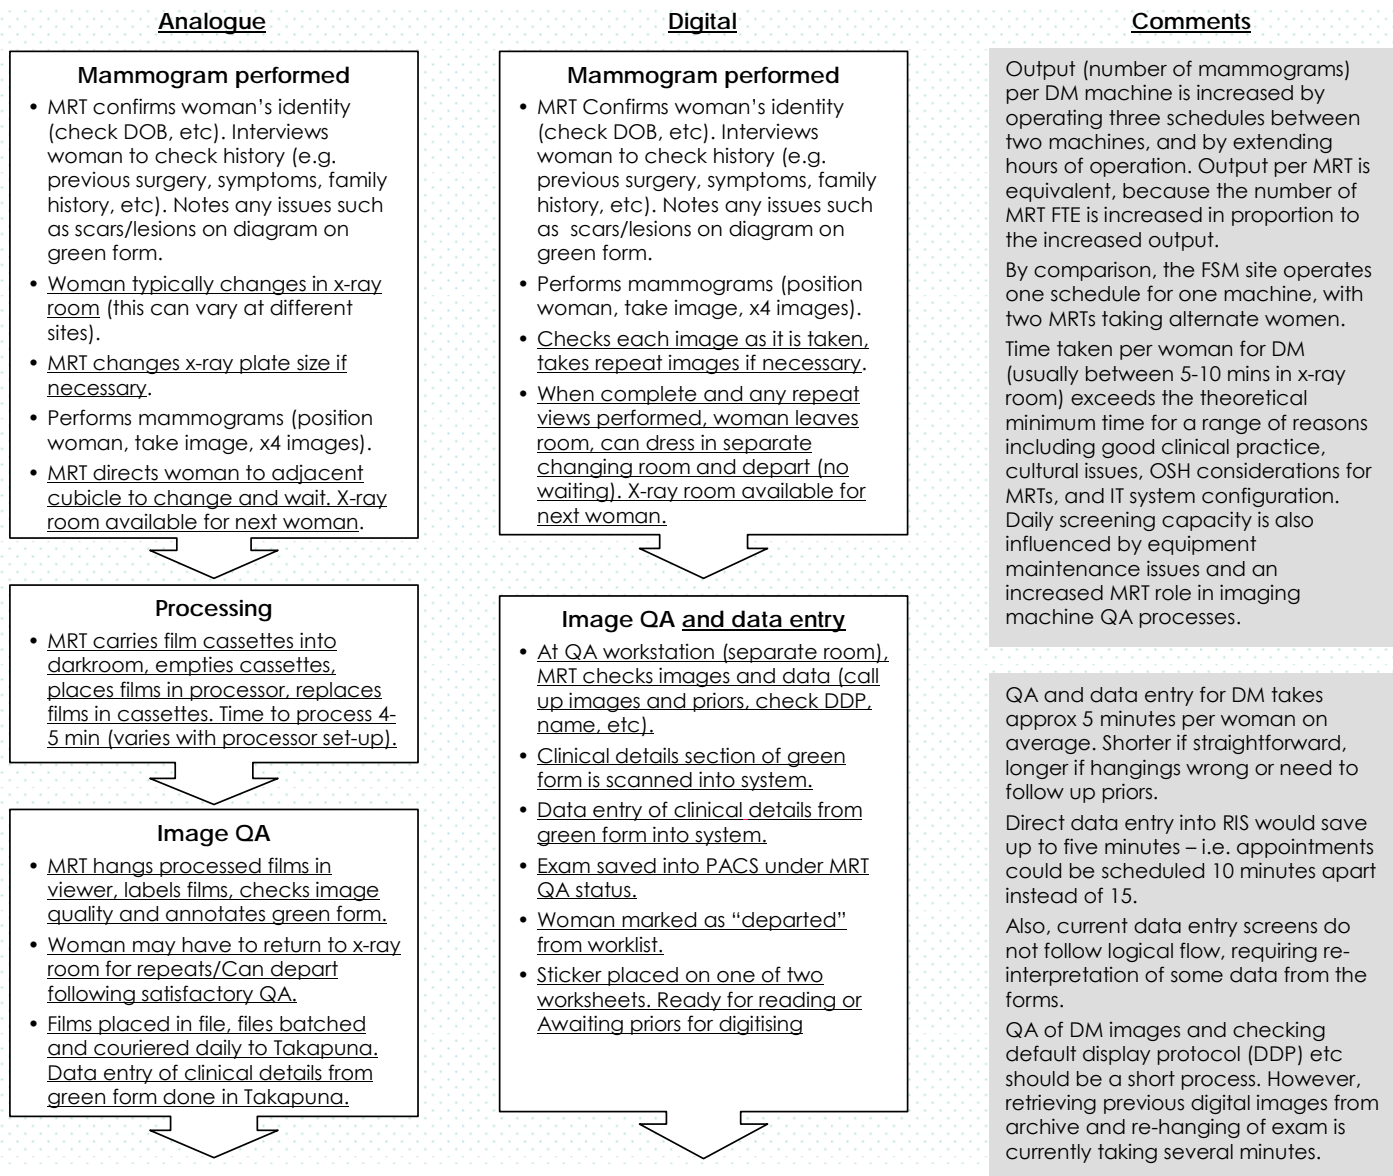 Analogue
Mammogram performed
• MRT confirms woman's identity
(check DOB, etc). Interviews
woman to check history (e.g.
previous surgery, symptoms, family
history, etc). Notes any issues such
as scars/lesions on diagram on
green form.
• Woman typically changes in x-ray
room (this can vary at different
sites).
• MRT changes x-ray plate size if
necessary.
• Performs mammograms (position
woman, take image, x4 images).
• MRT directs woman to adjacent
cubicle to change and wait. X-ray
room available for next woman.
Processing
• MRT carries film cassettes into
darkroom, empties cassettes,
places films in processor, replaces
films in cassettes. Time to process 4-
5 min (varies with processor set-up).
Image QA
• MRT hangs processed films in
viewer, labels films, checks image
quality and annotates green form.
• Woman may have to return to x-ray
room for repeats/Can depart
following satisfactory QA.
• Films placed in file, files batched
and couriered daily to Takapuna.
Data entry of clinical details from
green form done in Takapuna.
Digital
Mammogram performed
• MRT Confirms woman's identity
(check DOB, etc). Interviews
woman to check history (e.g.
previous surgery, symptoms, family
history, etc). Notes any issues such
as scars/lesions on diagram on
green form.
• Performs mammograms (position
woman, take image, x4 images).
• Checks each image as it is taken,
takes repeat images if necessary.
• When complete and any repeat
views performed, woman leaves
room, can dress in separate
changing room and depart (no
waiting). X-ray room available for
next woman.
Image QA and data entry
• At QA workstation (separate room),
MRT checks images and data (call
up images and priors, check DDP,
name, etc).
• Clinical details section of green
form is scanned into system.
• Data entry of clinical details from
green form into system.
• Exam saved into PACS under MRT
QA status.
• Woman marked as “departed”
from worklist.
• Sticker placed on one of two
worksheets. Ready for reading or
Awaiting priors for digitising
Comments
Output (number of mammograms)
per DM machine is increased by
operating three schedules between
two machines, and by extending
hours of operation. Output per MRT is
equivalent, because the number of
MRT FTE is increased in proportion to
the increased output.
By comparison, the FSM site operates
one schedule for one machine, with
two MRTs taking alternate women.
Time taken per woman for DM
(usually between 5-10 mins in x-ray
room) exceeds the theoretical
minimum time for a range of reasons
including good clinical practice,
cultural issues, OSH considerations for
MRTs, and IT system configuration.
Daily screening capacity is also
influenced by equipment
maintenance issues and an
increased MRT role in imaging
machine QA processes.
QA and data entry for DM takes
approx 5 minutes per woman on
average. Shorter if straightforward,
longer if hangings wrong or need to
follow up priors.
Direct data entry into RIS would save
up to five minutes – i.e. appointments
could be scheduled 10 minutes apart
instead of 15.
Also, current data entry screens do
not follow logical flow, requiring re-
interpretation of some data from the
forms.
QA of DM images and checking
default display protocol (DDP) etc
should be a short process. However,
retrieving previous digital images from
archive and re-hanging of exam is
currently taking several minutes.